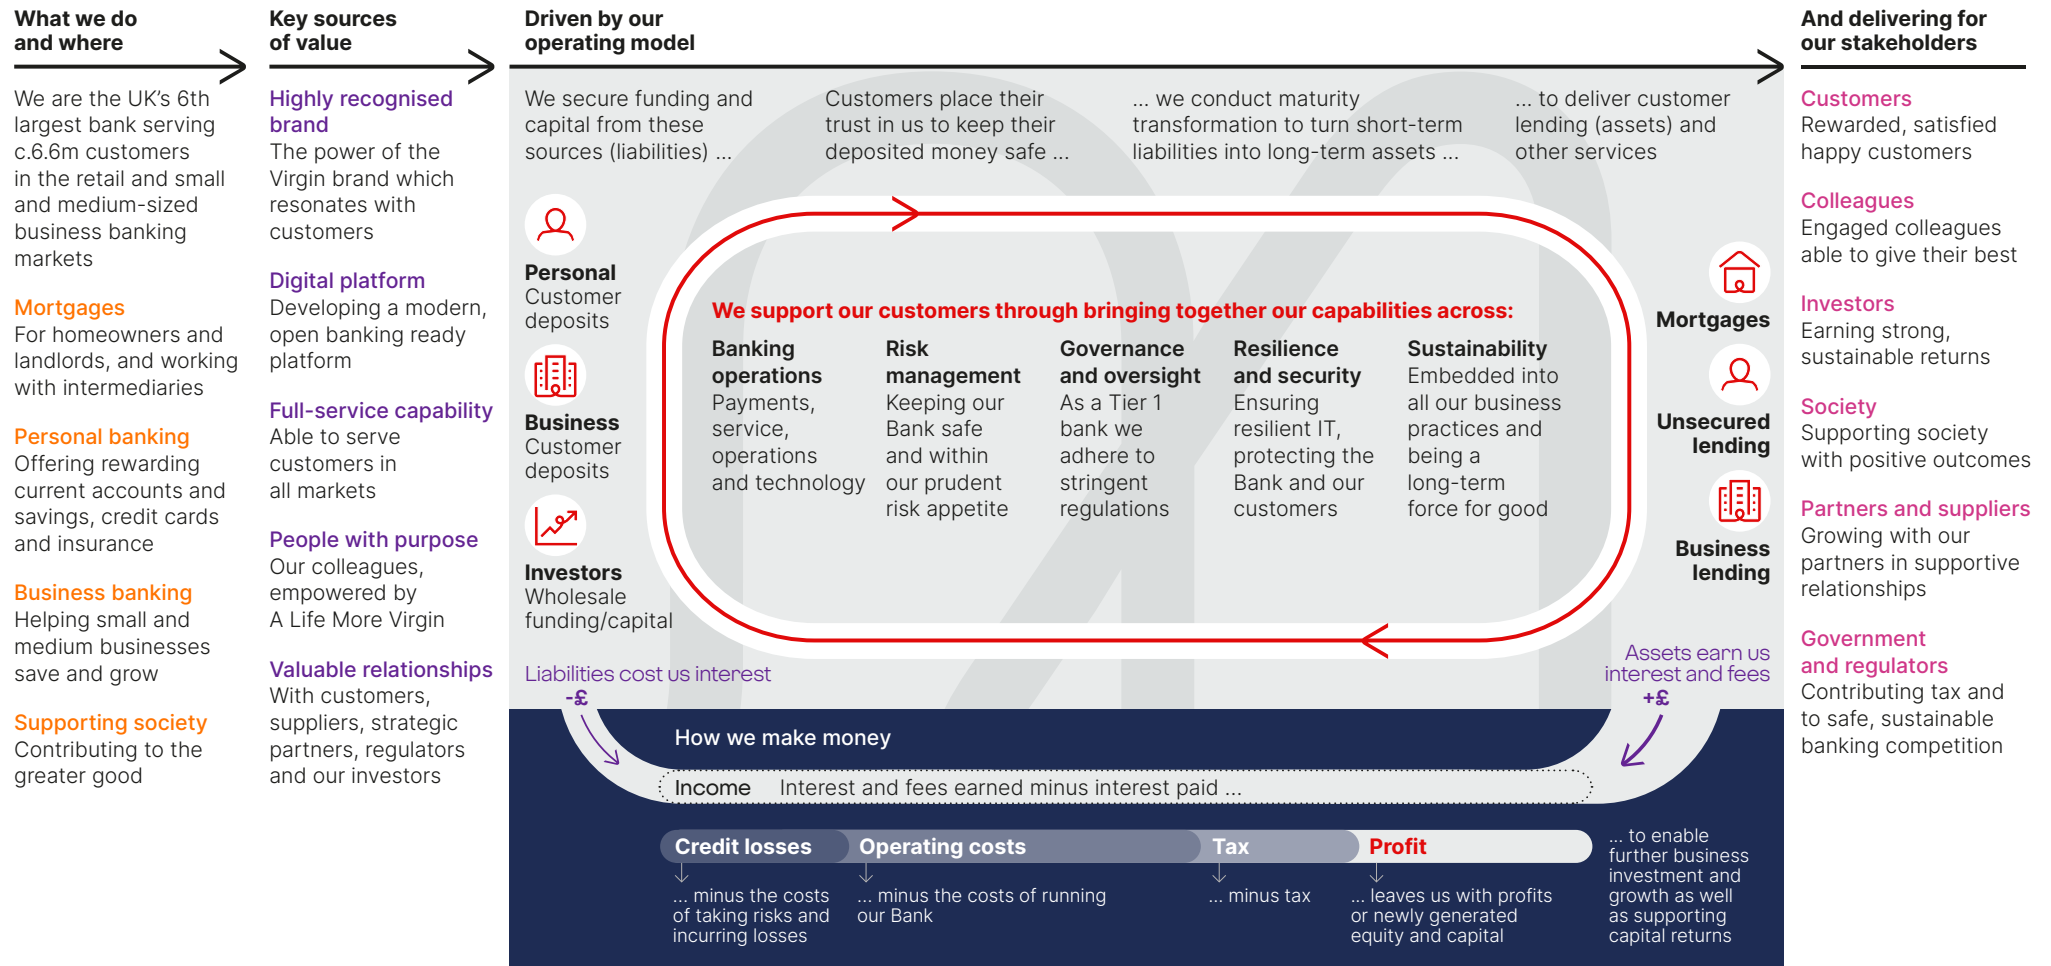 What we do
and where
We are the UK’s 6th
largest bank serving
c.6.6m customers
in the retail and small
and medium-sized
business banking
markets
Mortgages
For homeowners and
landlords, and working
with intermediaries
Personal banking
Offering rewarding
current accounts and
savings, credit cards
and insurance
Business banking
Helping small and
medium businesses
save and grow
Supporting society
Contributing to the
greater good
Key sources
of value
Highly recognised
brand
The power of the
Virgin brand which
resonates with
customers
Digital platform
Developing a modern,
open banking ready
platform
Full-service capability
Able to serve
customers in
all markets
People with purpose
Our colleagues,
empowered by
A Life More Virgin
Valuable relationships
With customers,
suppliers, strategic
partners, regulators
and our investors
Driven by our
operating model
We secure funding and
capital from these
sources (liabilities) ...
Customers place their
trust in us to keep their
deposited money safe ...
... we conduct maturity
transformation to turn short-term
liabilities into long-term assets ...
... to deliver customer
lending (assets) and
other services
Personal
Customer
deposits
Business
Customer
deposits
Investors
Wholesale
funding/capital
We support our customers through bringing together our capabilities across:
Banking
operations
Payments,
service,
operations
and technology
Risk
management
Keeping our
Bank safe
and within
our prudent
risk appetite
Governance
and oversight
As a Tier 1
bank we
adhere to
stringent
regulations
Resilience
and security
Ensuring
resilient IT,
protecting the
Bank and our
customers
Sustainability
Embedded into
all our business
practices and
being a
long-term
force for good
Mortgages
Unsecured
lending
Business
lending
Liabilities cost us interest
-£
Assets earn us
interest and fees
+£
How we make money
Income Interest and fees earned minus interest paid ...
Credit losses
... minus the costs
of taking risks and
incurring losses
Operating costs
... minus the costs of running
our Bank
Tax
... minus tax
Profit
... leaves us with profits
or newly generated
equity and capital
... to enable
further business
investment and
growth as well
as supporting
capital returns
And delivering for
our stakeholders
Customers
Rewarded, satisfied
happy customers
Colleagues
Engaged colleagues
able to give their best
Investors
Earning strong,
sustainable returns
Society
Supporting society
with positive outcomes
Partners and suppliers
Growing with our
partners in supportive
relationships
Government
and regulators
Contributing tax and
to safe, sustainable
banking competition